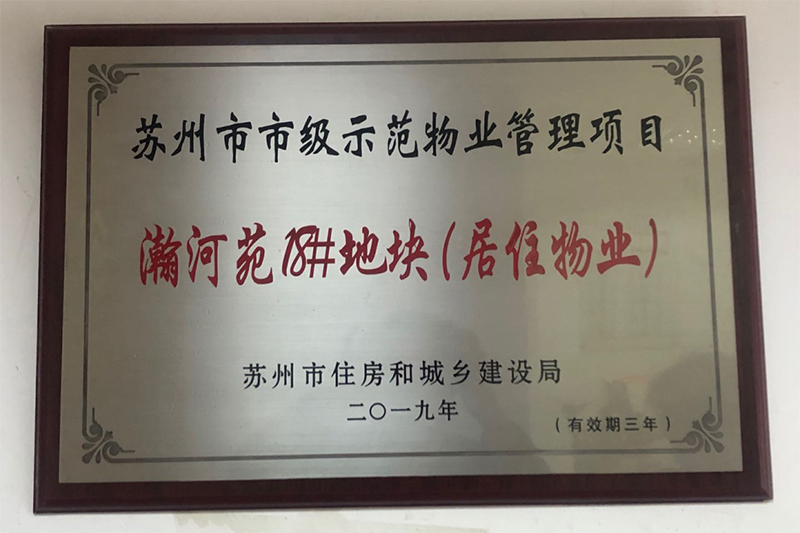 苏州市市级示范物业管理项目
瀚河苑18#地块(居住物业)
苏州市住房和城乡建设局
二〇一九年
(有效期三年)